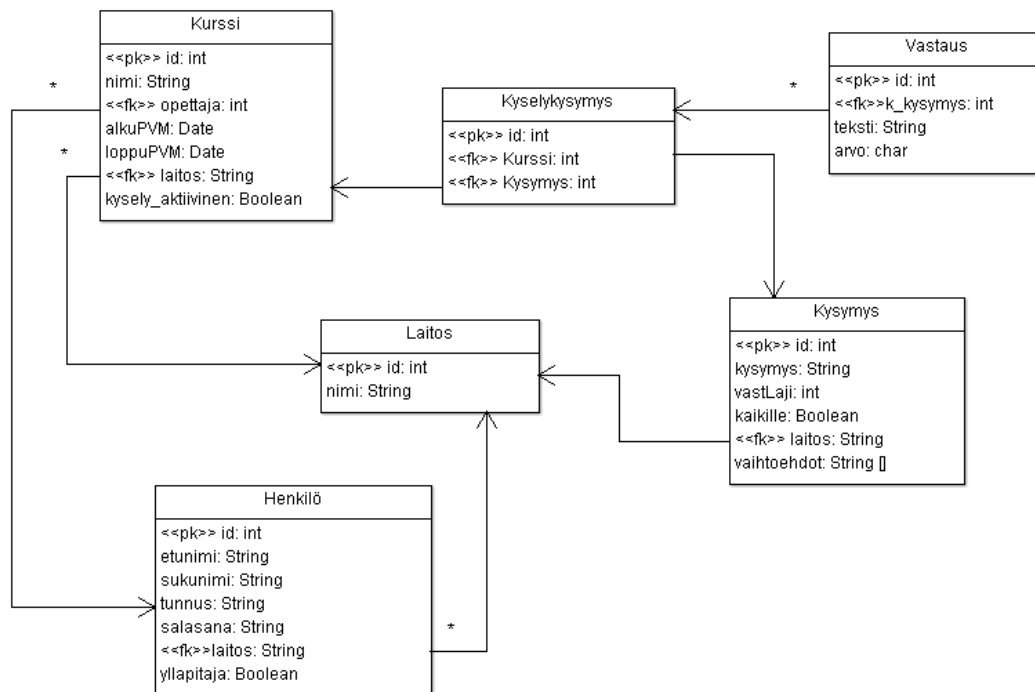 Kurssi
<<pk>> id: int
nimi: String
<<fk>> opettaja: int
alkuPVM: Date
loppuPVM: Date
<<fk>> laitos: String
kysely_aktiivinen: Boolean
*
*
Kyselykysymys
<<pk>> id: int
<<fk>> Kurssi: int
<<fk>> Kysymys: int
*
Vastaus
<<pk>> id: int
<<fk>>k_kysymys: int
teksti: String
arvo: char
Laitos
<<pk>> id: int
nimi: String
Kysymys
<<pk>> id: int
kysymys: String
vastLaji: int
kaikille: Boolean
<<fk>> laitos: String
vaihtoehdot: String []
Henkilö
<<pk>> id: int
etunimi: String
sukunimi: String
tunnus: String
salasana: String
<<fk>>laitos: String
yllapitaja: Boolean
*